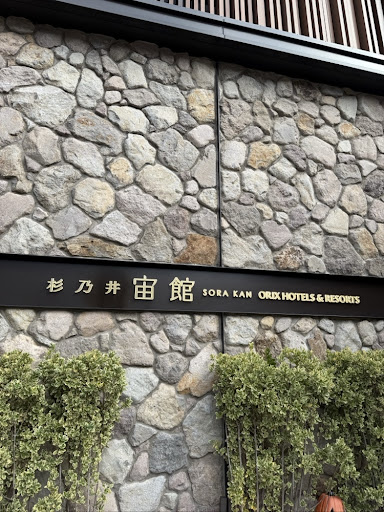 杉乃井 宙館 SORA KAN ORIX HOTELS & RESORTS